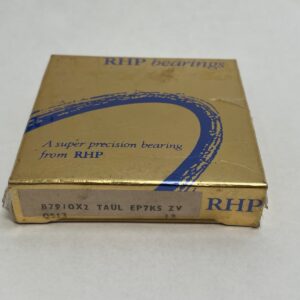 RHP bearings
A super precision bearing
from RHP
B7910X2 TAUL EP7KS ZV
RHP